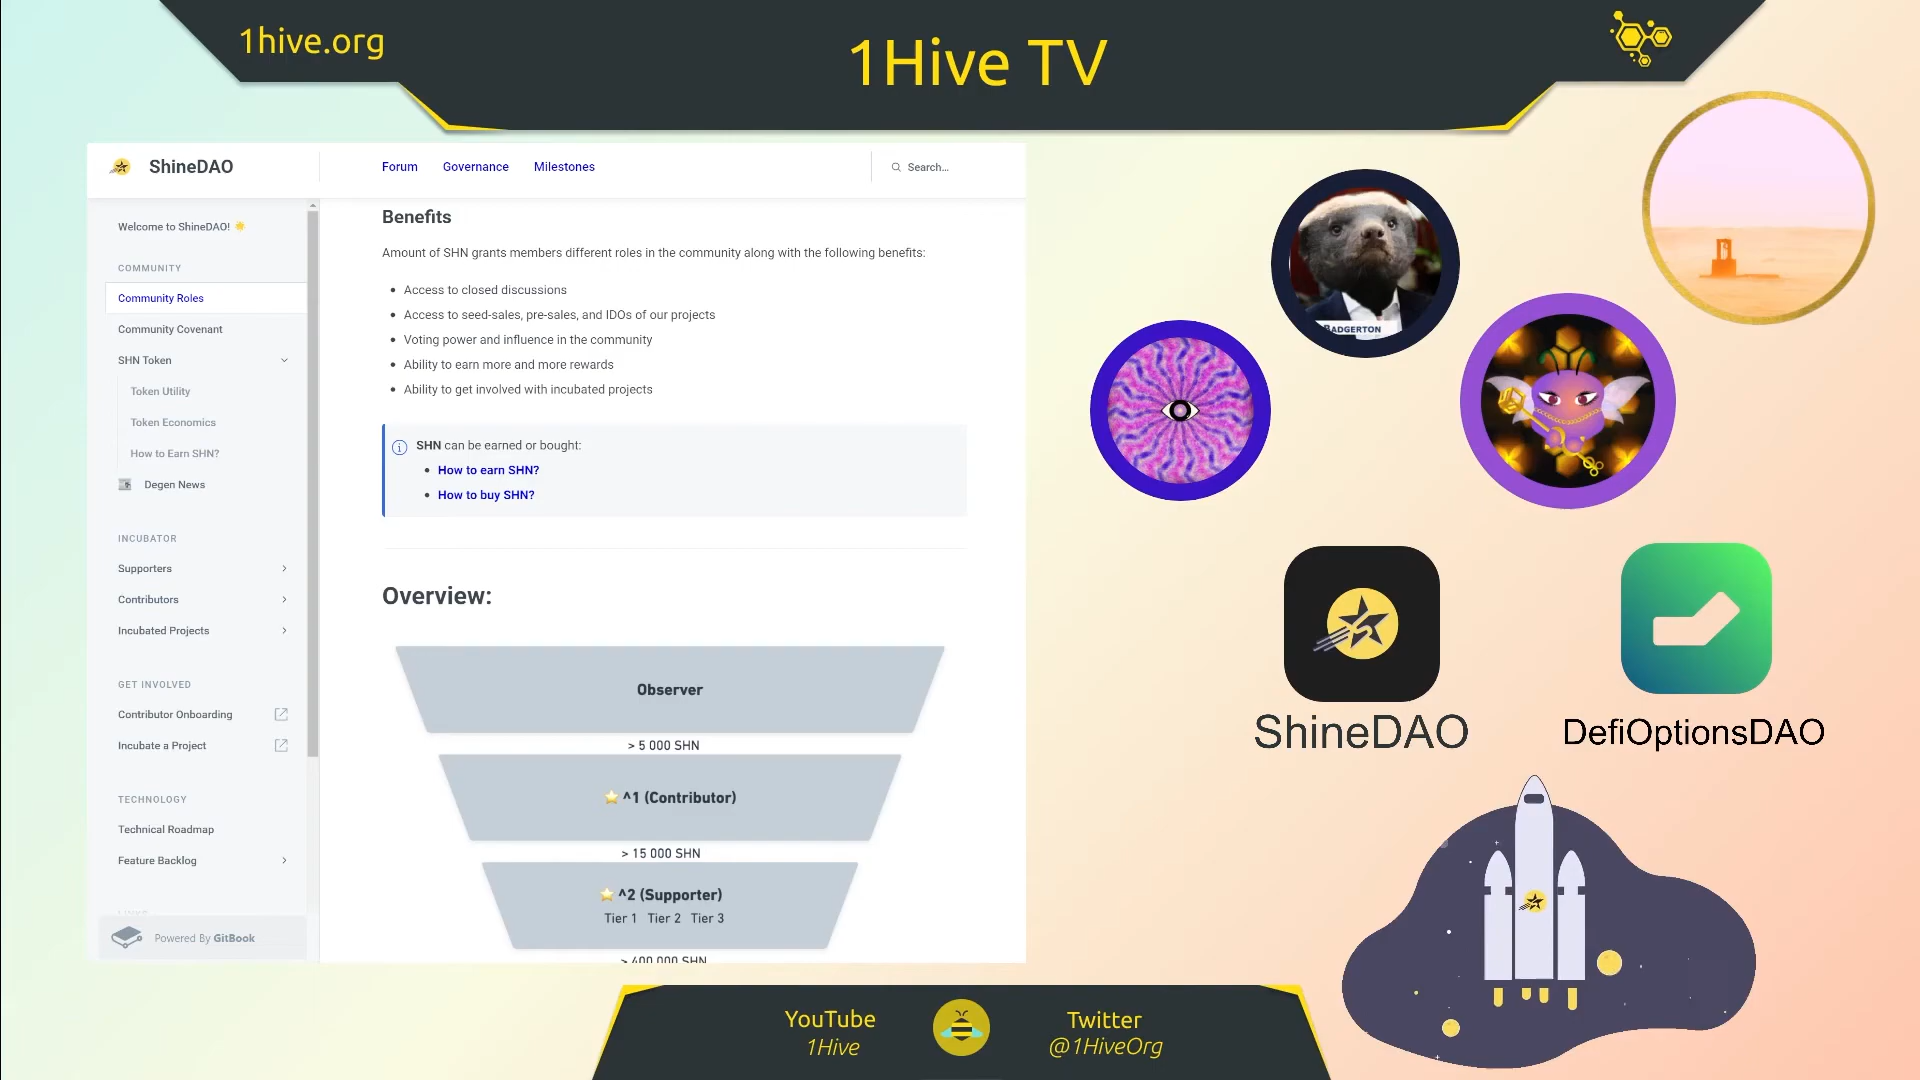 1hive.org
1Hive TV
ShineDAO
Forum
Governance
Milestones
Search...
Welcome to ShineDAO!
COMMUNITY
Community Roles
Community Covenant
SHN Token
Token Utility
Token Economics
How to Earn SHN?
Degen News
INCUBATOR
Supporters
Contributors
Incubated Projects
GET INVOLVED
Contributor Onboarding
Incubate a Project
TECHNOLOGY
Technical Roadmap
Feature Backlog
LINKS
Powered By GitBook
Benefits
Amount of SHN grants members different roles in the community along with the following benefits:
Access to closed discussions
Access to seed-sales, pre-sales, and IDOs of our projects
Voting power and influence in the community
Ability to earn more and more rewards
Ability to get involved with incubated projects
SHN can be earned or bought:
How to earn SHN?
How to buy SHN?
Overview:
Observer
> 5 000 SHN
⭐ ^1 (Contributor)
> 15 000 SHN
⭐ ^2 (Supporter)
Tier 1 Tier 2 Tier 3
> 400 000 SHN
BADGERTON
ShineDAO
DefiOptionsDAO
YouTube
1Hive
Twitter
@1HiveOrg